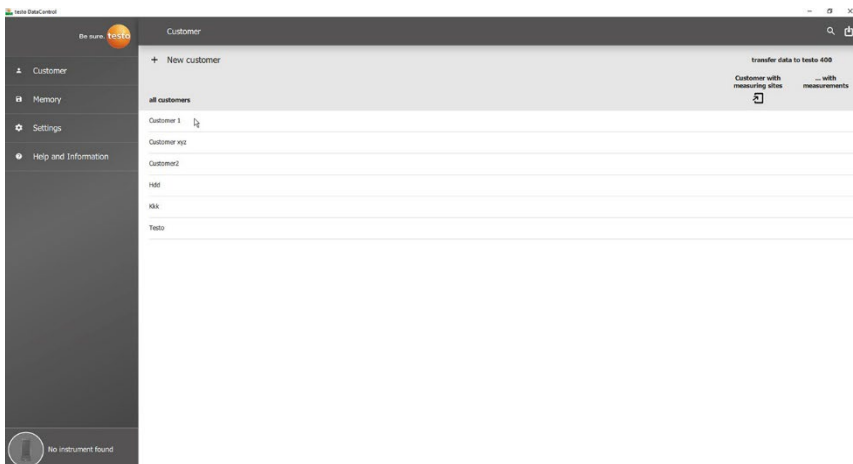 testo DataControl
Be sure. testo
Customer
Customer
Memory
Settings
Help and Information
No instrument found
+ New customer
transfer data to testo 400
Customer with
measuring sites
... with
measurements
all customers
Customer 1
Customer xyz
Customer2
Hdd
Kkk
Testo